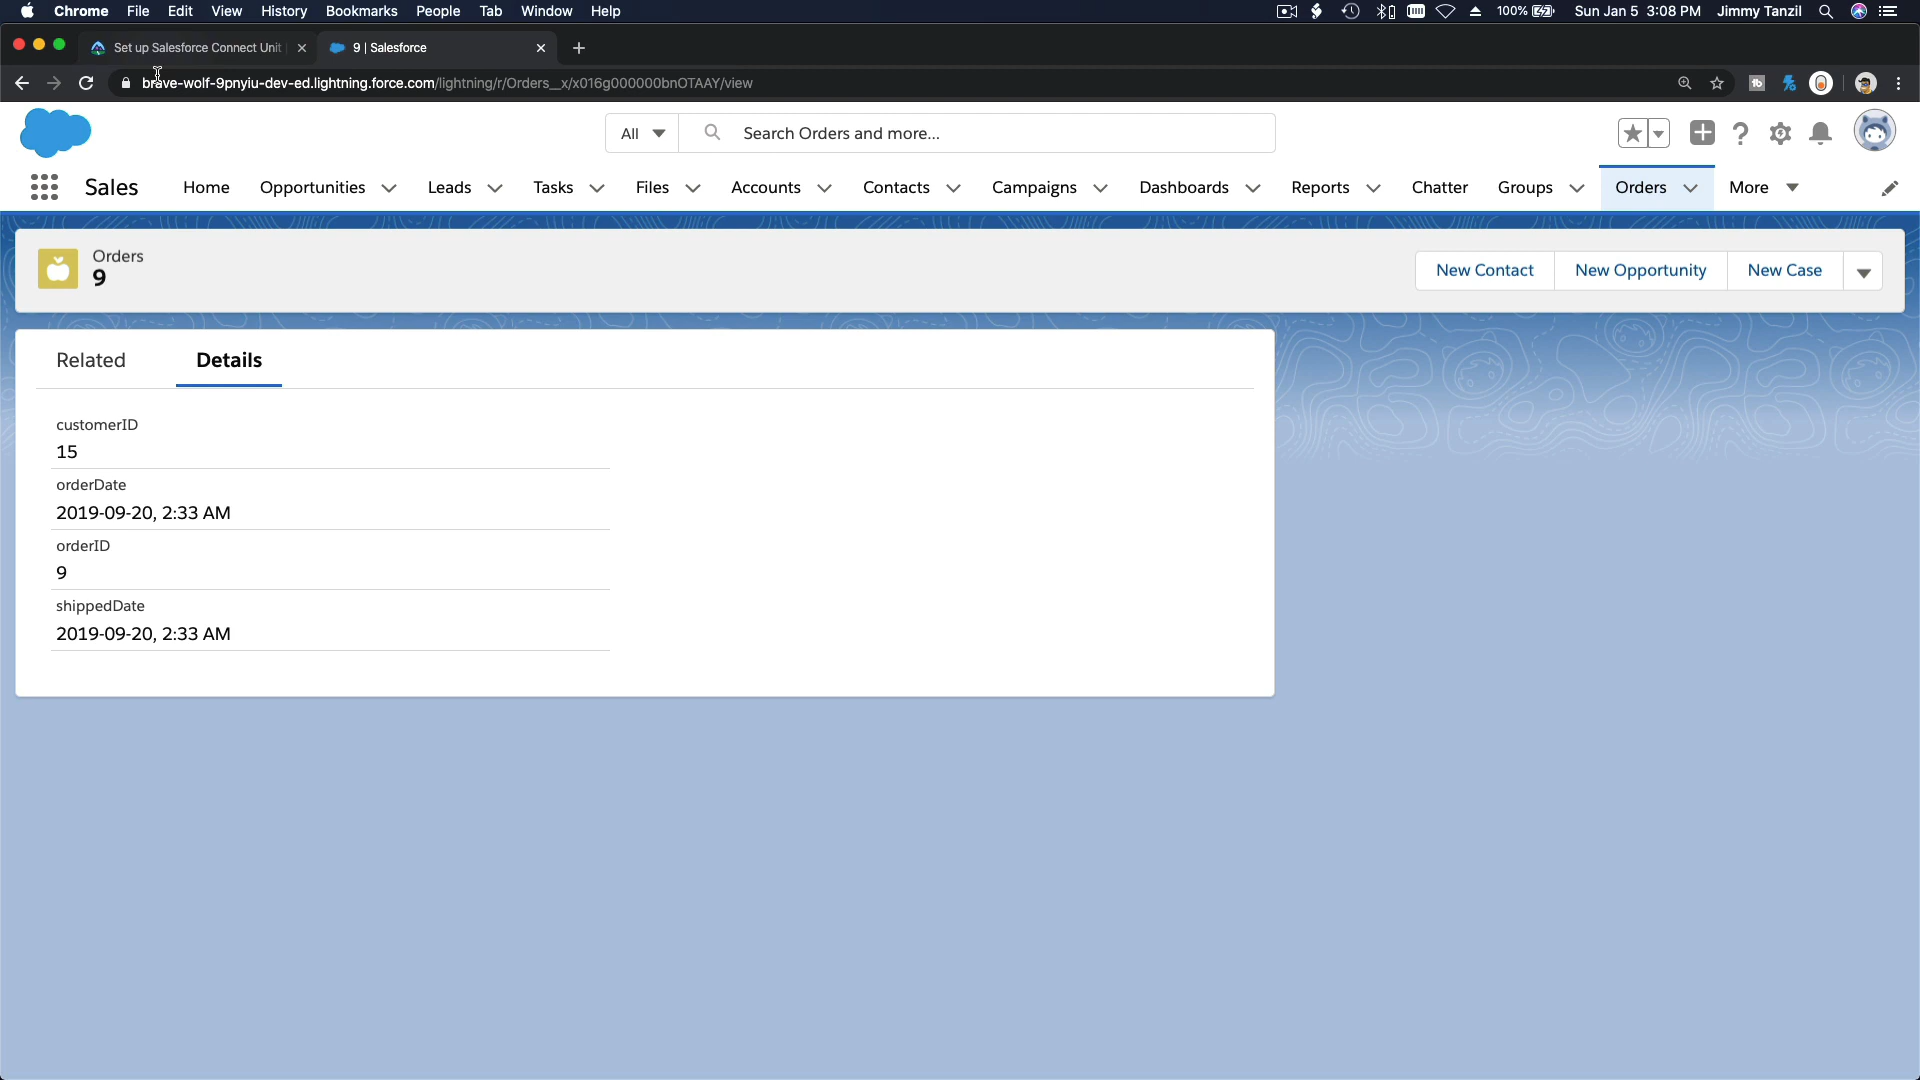 Chrome File Edit View History Bookmarks People Tab Window Help 100% Sun Jan 5 3:08 PM Jimmy Tanzil
Set up Salesforce Connect Unit 9 | Salesforce
brave-wolf-9pnyiu-dev-ed.lightning.force.com/lightning/r/Orders__x/x016g000000bnOTAAY/view
All Search Orders and more...
Sales Home Opportunities Leads Tasks Files Accounts Contacts Campaigns Dashboards Reports Chatter Groups Orders More
Orders
9
New Contact New Opportunity New Case
Related Details
customerID
15
orderDate
2019-09-20, 2:33 AM
orderID
9
shippedDate
2019-09-20, 2:33 AM